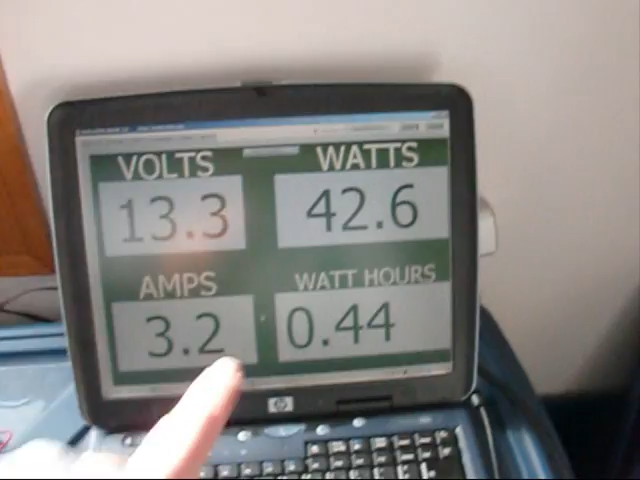 VOLTS WATTS
13.3 42.6
AMPS WATT HOURS
3.2 0.44
hp